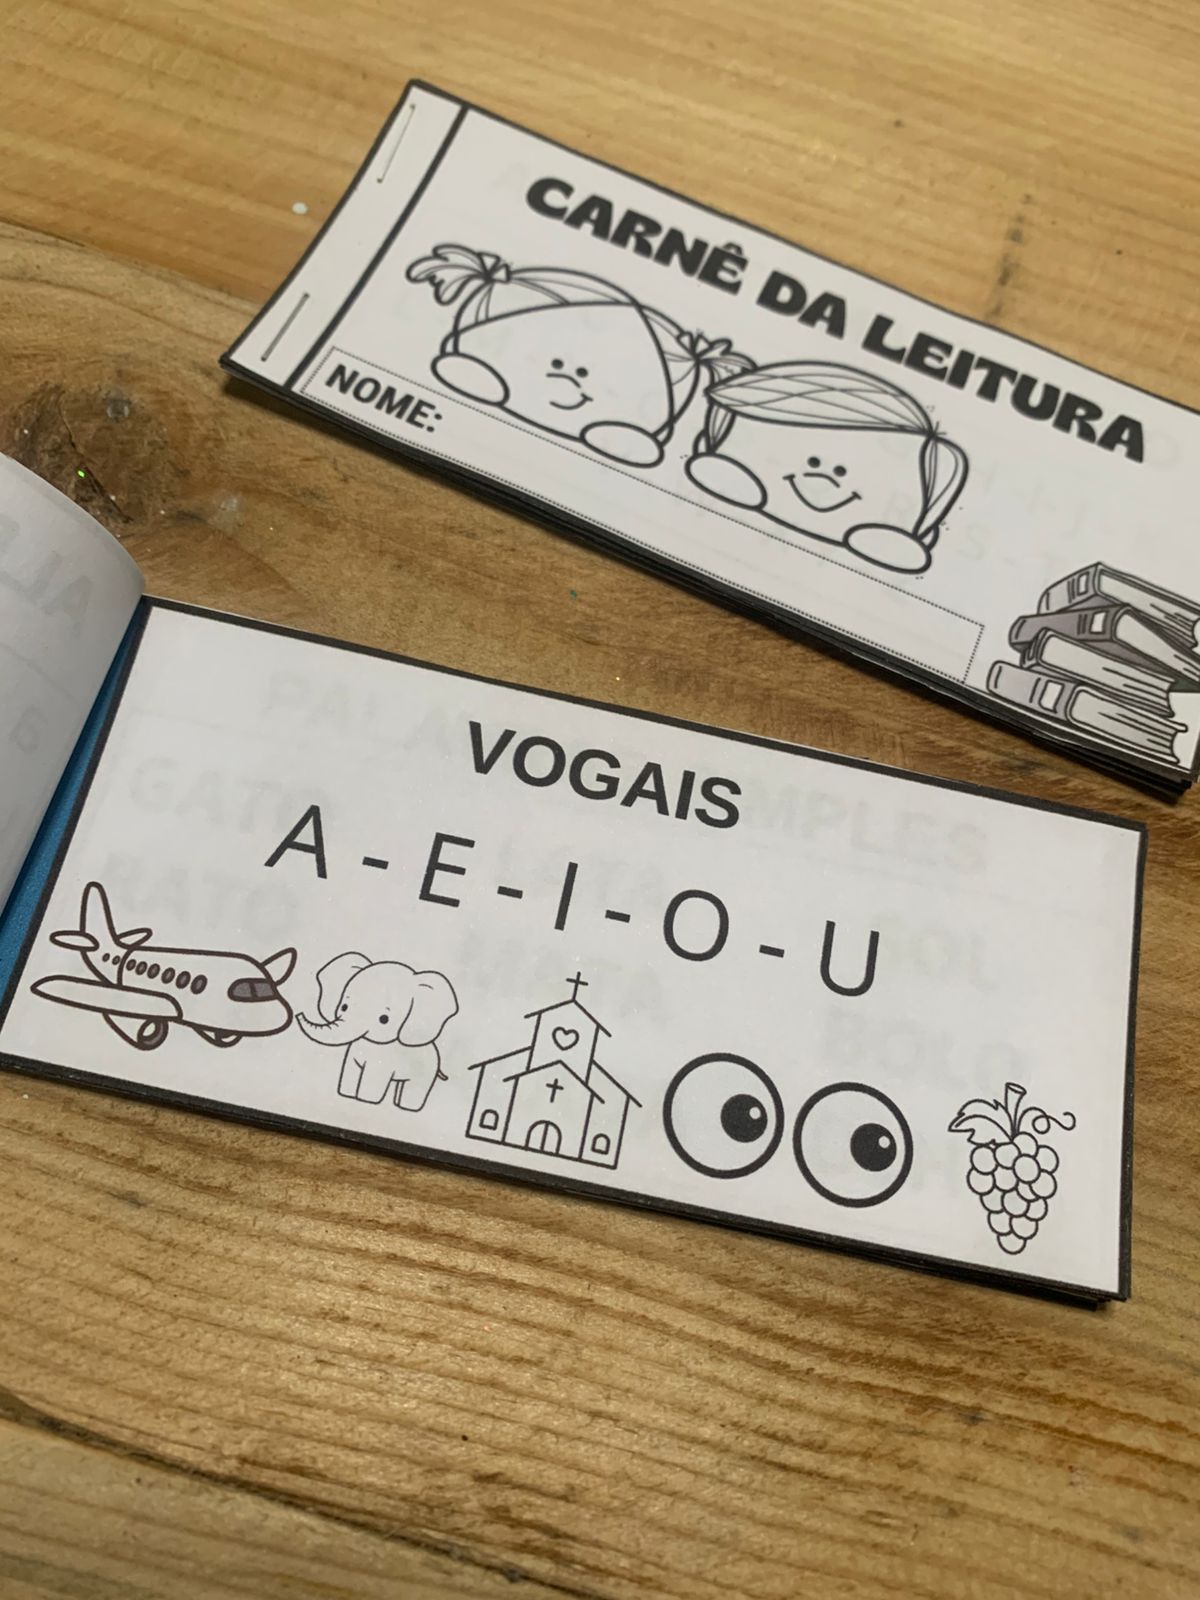 CARNÊ DA LEITURA
NOME:
VOGAIS
A - E - I - O - U